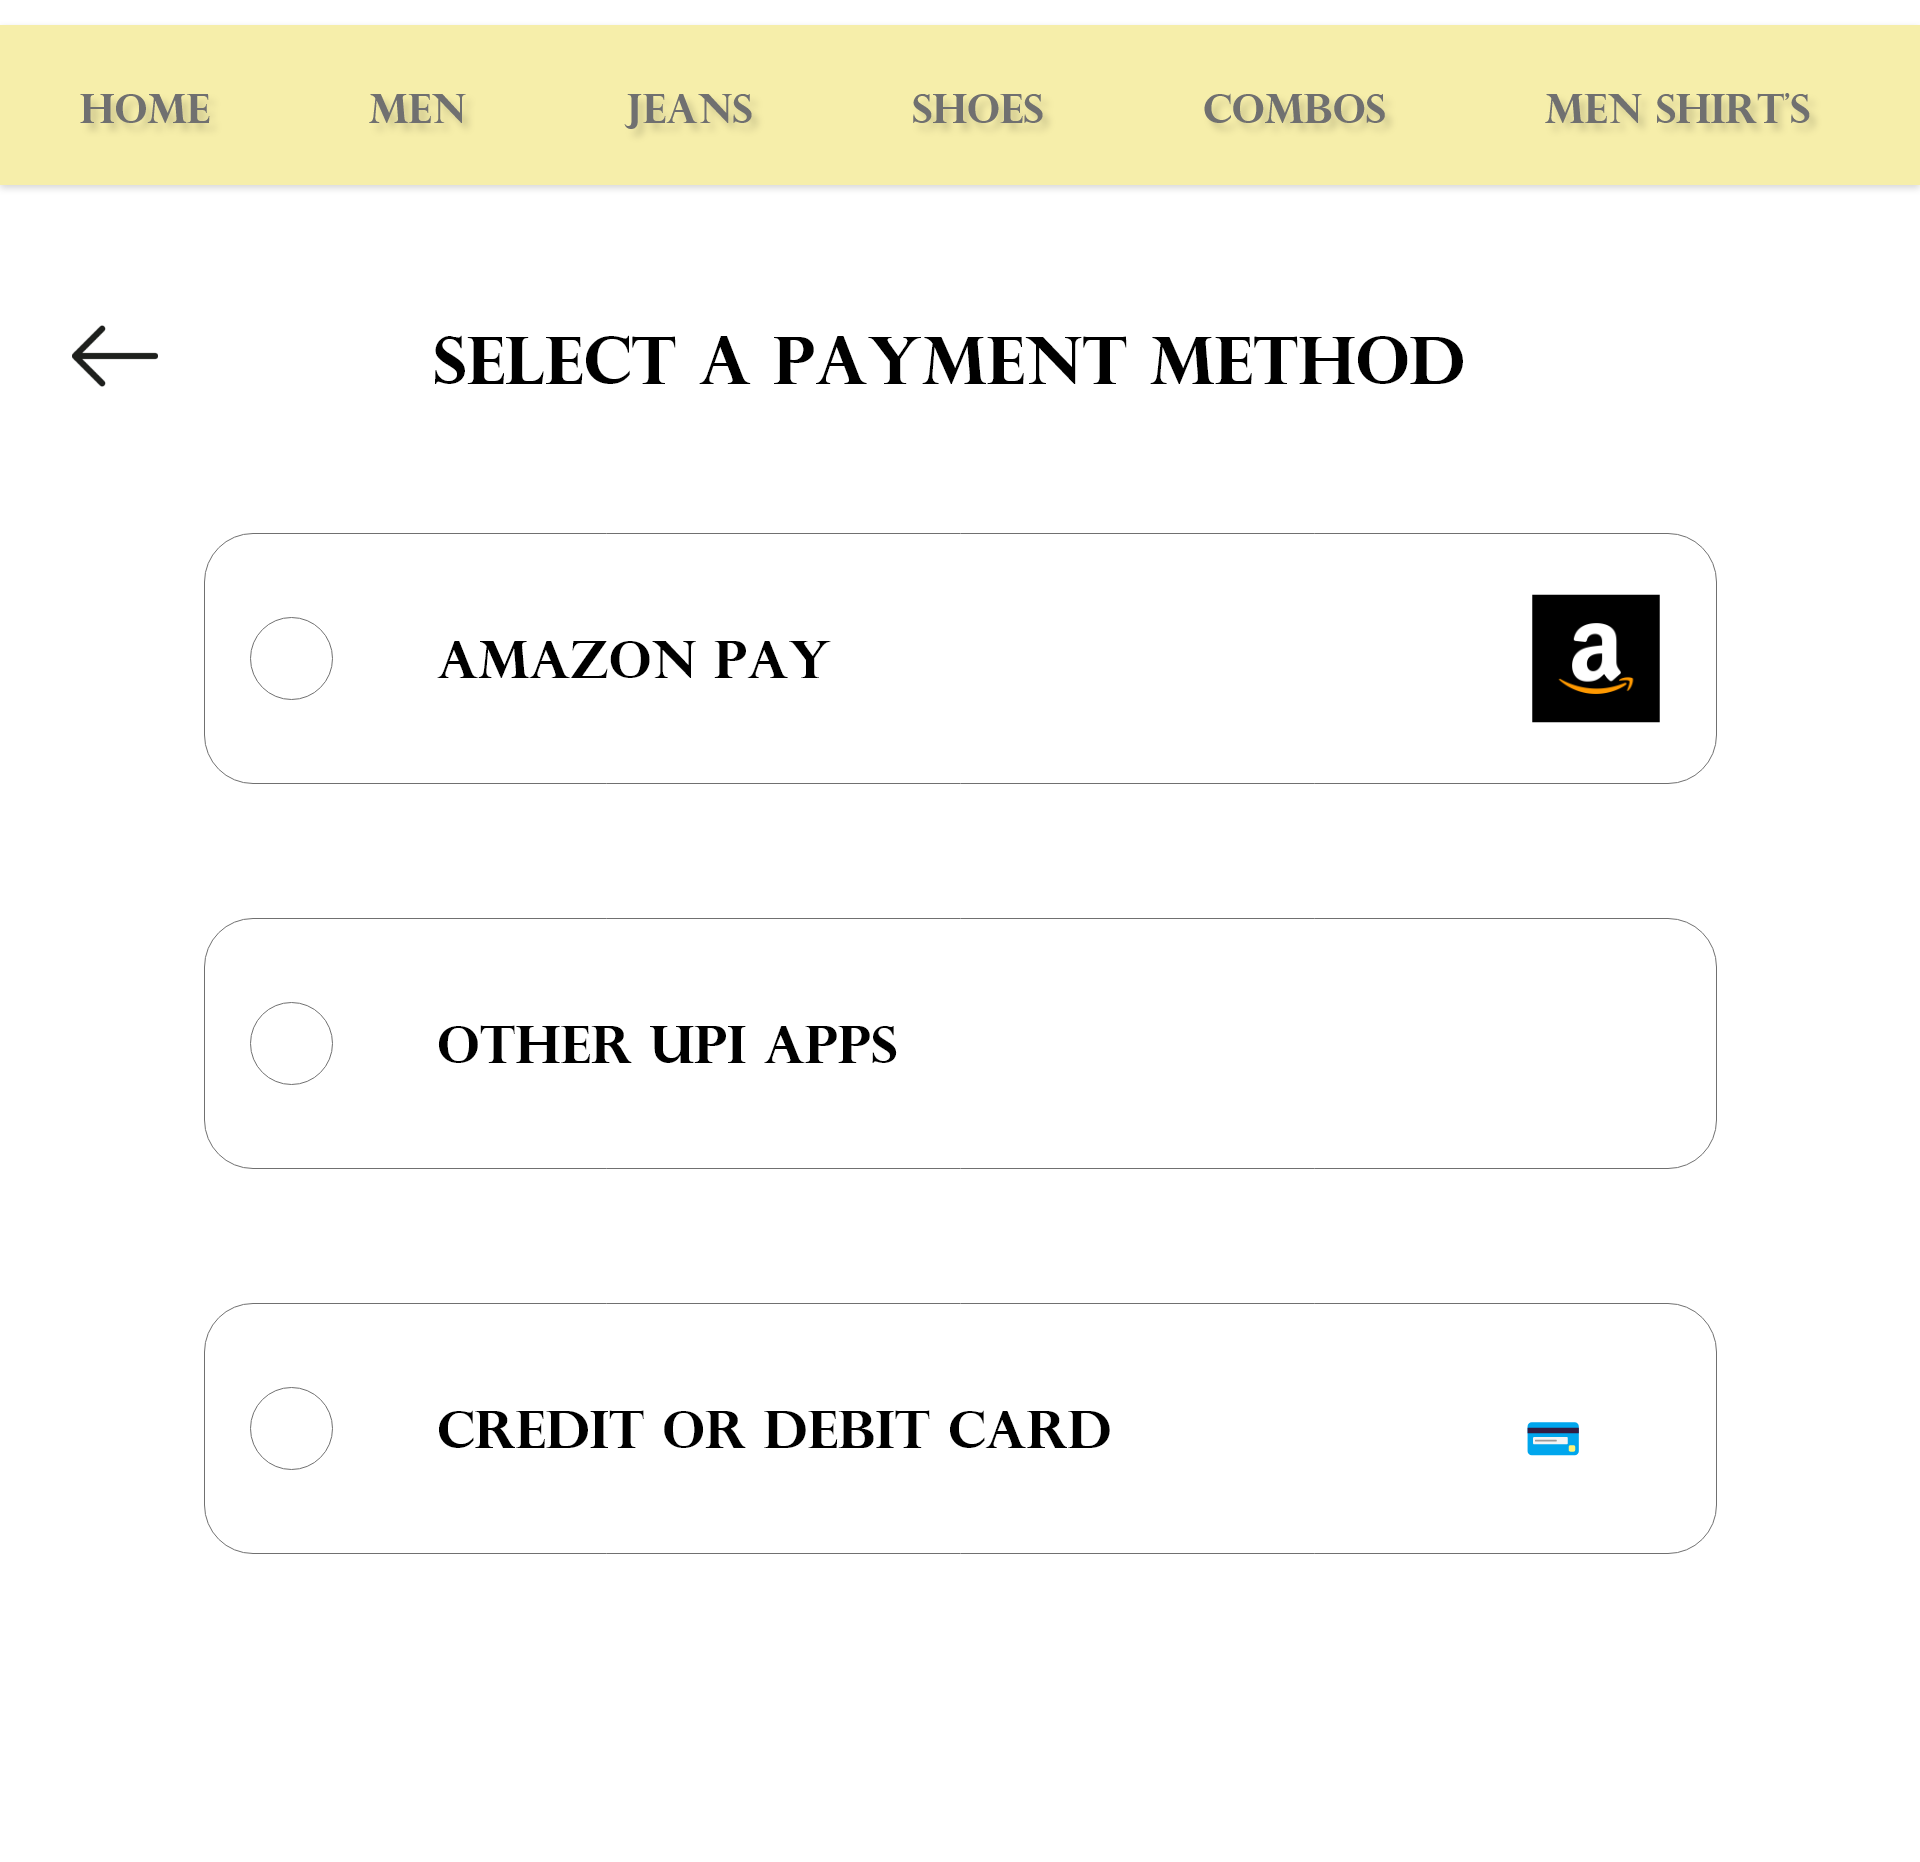 HOME MEN JEANS SHOES COMBOS MEN SHIRT'S
SELECT A PAYMENT METHOD
AMAZON PAY
a
OTHER UPI APPS
CREDIT OR DEBIT CARD